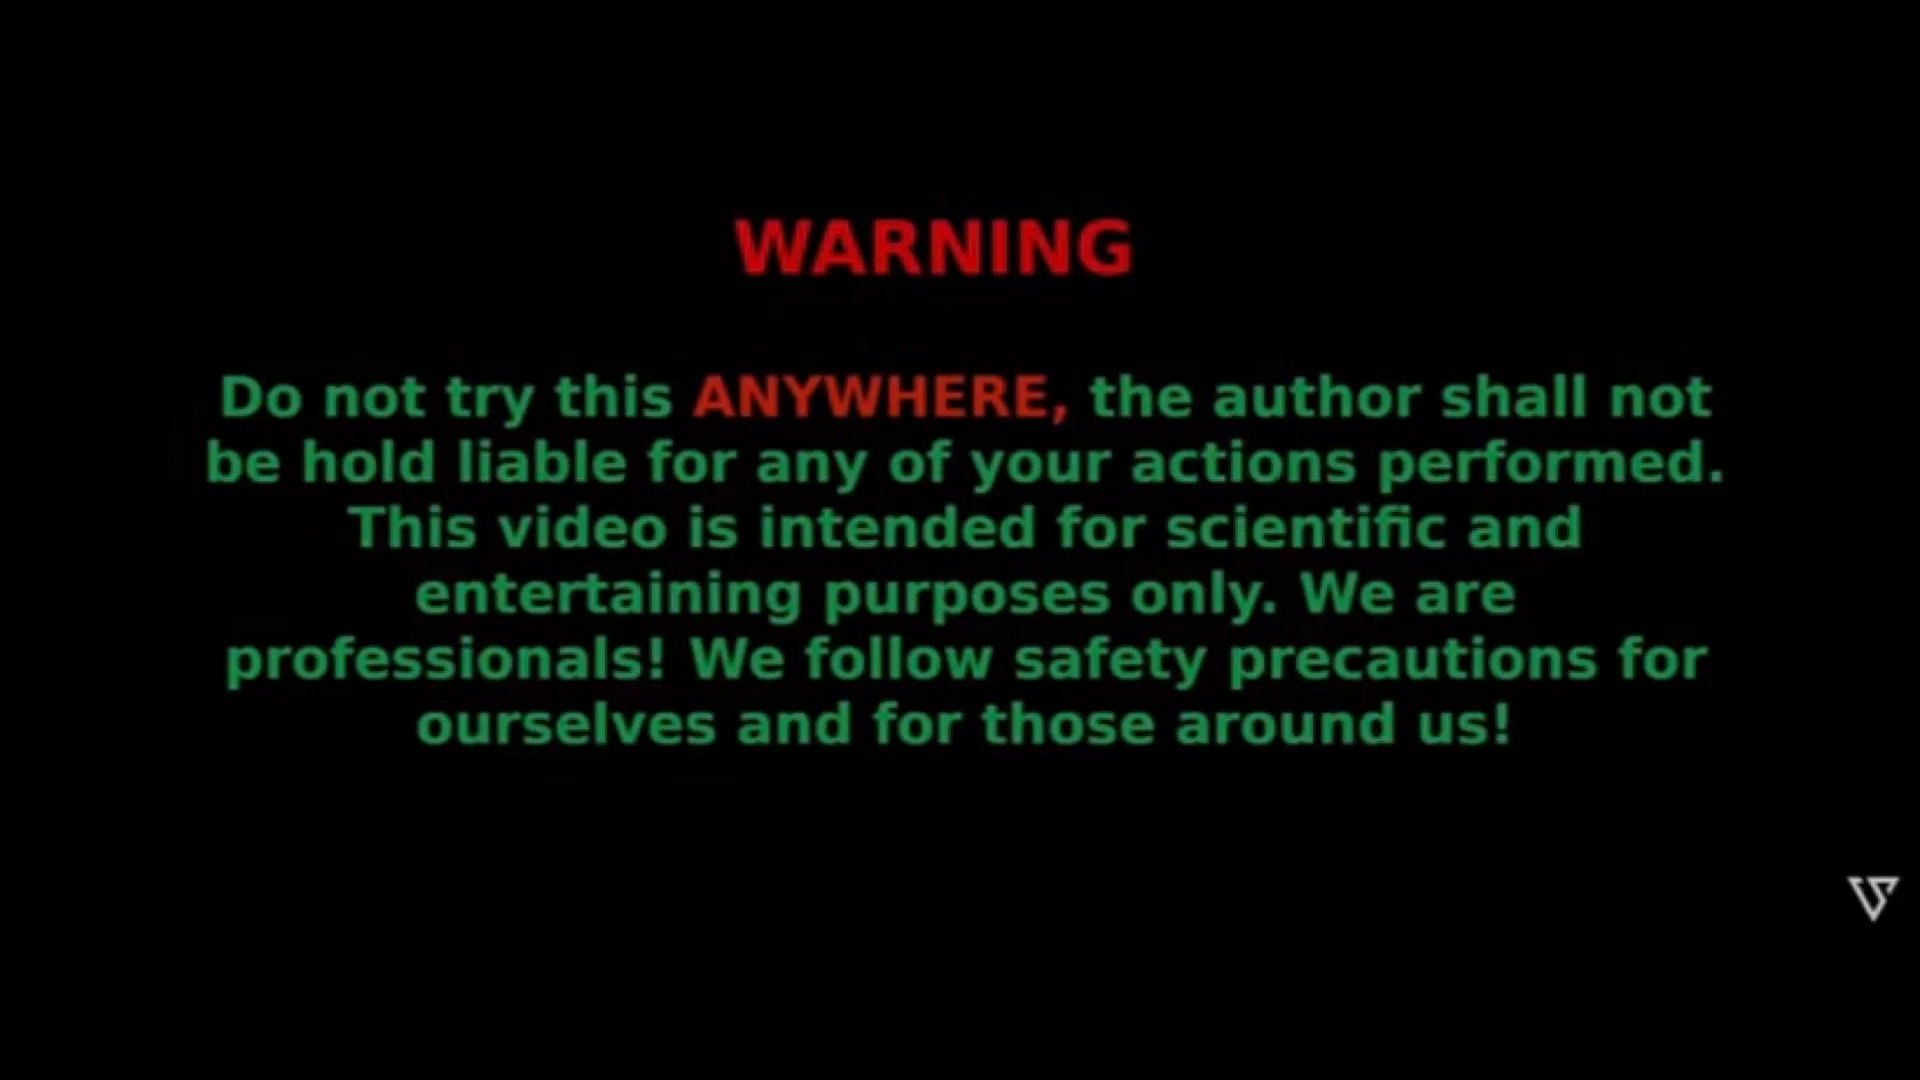 WARNING
Do not try this ANYWHERE, the author shall not
be hold liable for any of your actions performed.
This video is intended for scientific and
entertaining purposes only. We are
professionals! We follow safety precautions for
ourselves and for those around us!